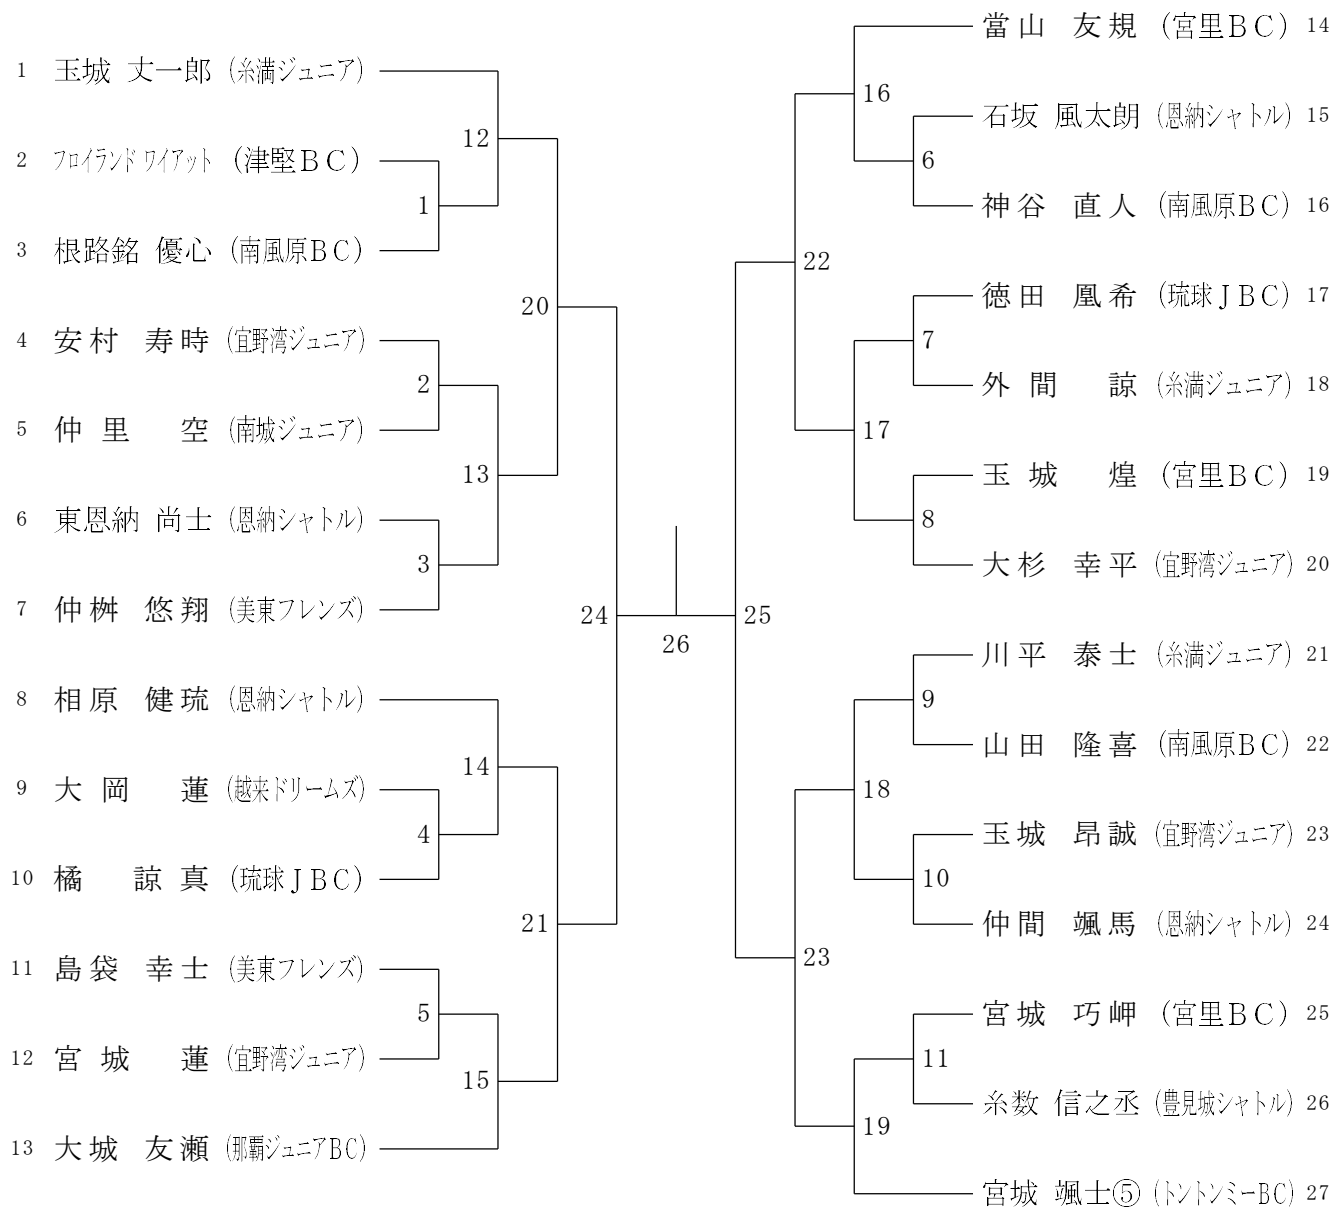 1 玉城 丈一郎 (糸満ジュニア)
2 フロイランド ワイアット (津堅BC)
3 根路銘 優心 (南風原BC)
4 安村 寿時 (宜野湾ジュニア)
5 仲里 空 (南城ジュニア)
6 東恩納 尚士 (恩納シャトル)
7 仲桝 悠翔 (美東フレンズ)
8 相原 健琉 (恩納シャトル)
9 大岡 蓮 (越来ドリームズ)
10 橘 諒真 (琉球JBC)
11 島袋 幸士 (美東フレンズ)
12 宮城 蓮 (宜野湾ジュニア)
13 大城 友瀬 (那覇ジュニアBC)
1
2
3
4
5
12
13
14
15
20
21
24
26
25
22
23
16
17
18
19
6
7
8
9
10
11
當山 友規 (宮里BC) 14
石坂 風太朗 (恩納シャトル) 15
神谷 直人 (南風原BC) 16
徳田 凰希 (琉球JBC) 17
外間 諒 (糸満ジュニア) 18
玉城 煌 (宮里BC) 19
大杉 幸平 (宜野湾ジュニア) 20
川平 泰士 (糸満ジュニア) 21
山田 隆喜 (南風原BC) 22
玉城 昂誠 (宜野湾ジュニア) 23
仲間 颯馬 (恩納シャトル) 24
宮城 巧岬 (宮里BC) 25
糸数 信之丞 (豊見城シャトル) 26
宮城 颯士⑤ (トントンミーBC) 27